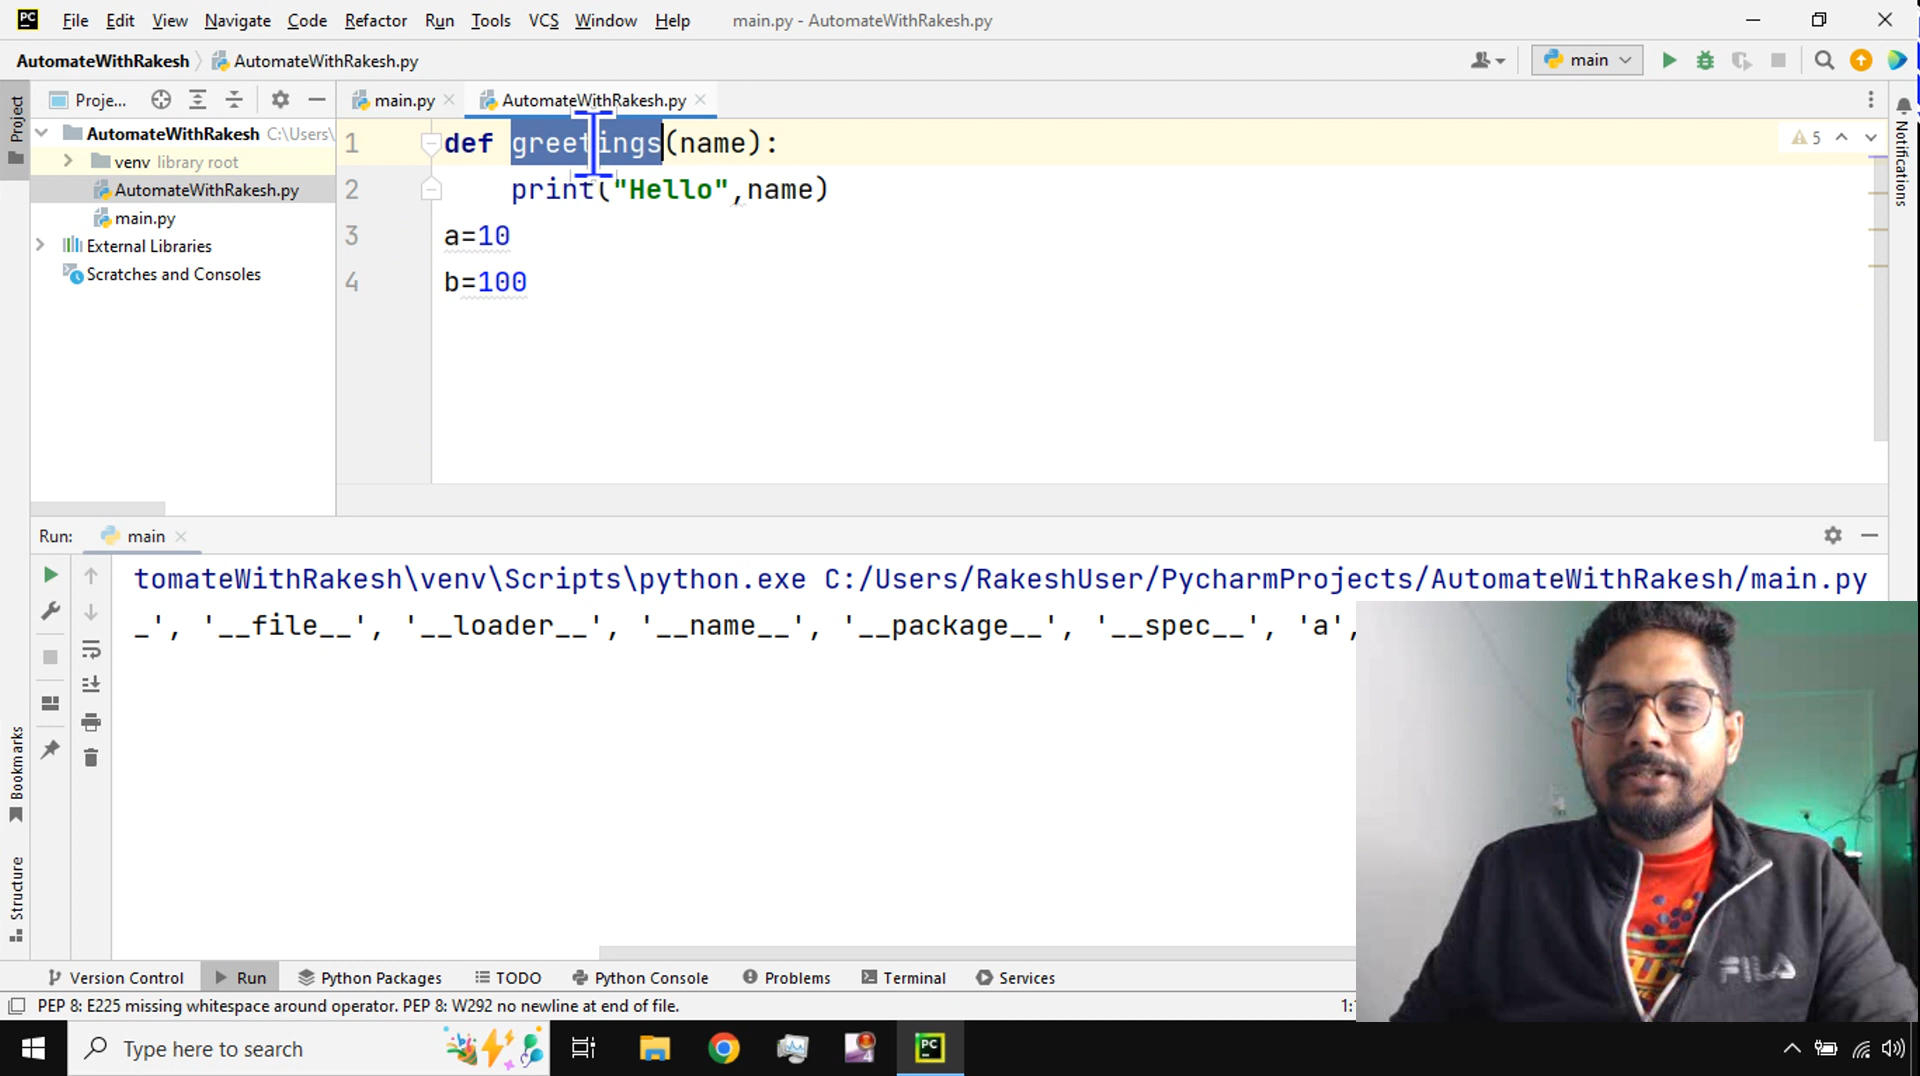 PC File Edit View Navigate Code Refactor Run Tools VCS Window Help main.py - AutomateWithRakesh.py
AutomateWithRakesh AutomateWithRakesh.py main
Project
Proje...
main.py
AutomateWithRakesh.py
AutomateWithRakesh C:\Users\
venv library root
AutomateWithRakesh.py
main.py
External Libraries
Scratches and Consoles
1 def greetings(name):
2 print("Hello",name)
3 a=10
4 b=100
5
Notifications
Run: main
tomateWithRakesh\venv\Scripts\python.exe C:/Users/RakeshUser/PycharmProjects/AutomateWithRakesh/main.py
_', '__file__', '__loader__', '__name__', '__package__', '__spec__', 'a',
Bookmarks
Structure
FILA
Version Control Run Python Packages TODO Python Console Problems Terminal Services
PEP 8: E225 missing whitespace around operator. PEP 8: W292 no newline at end of file.
1:
Type here to search
4
PC